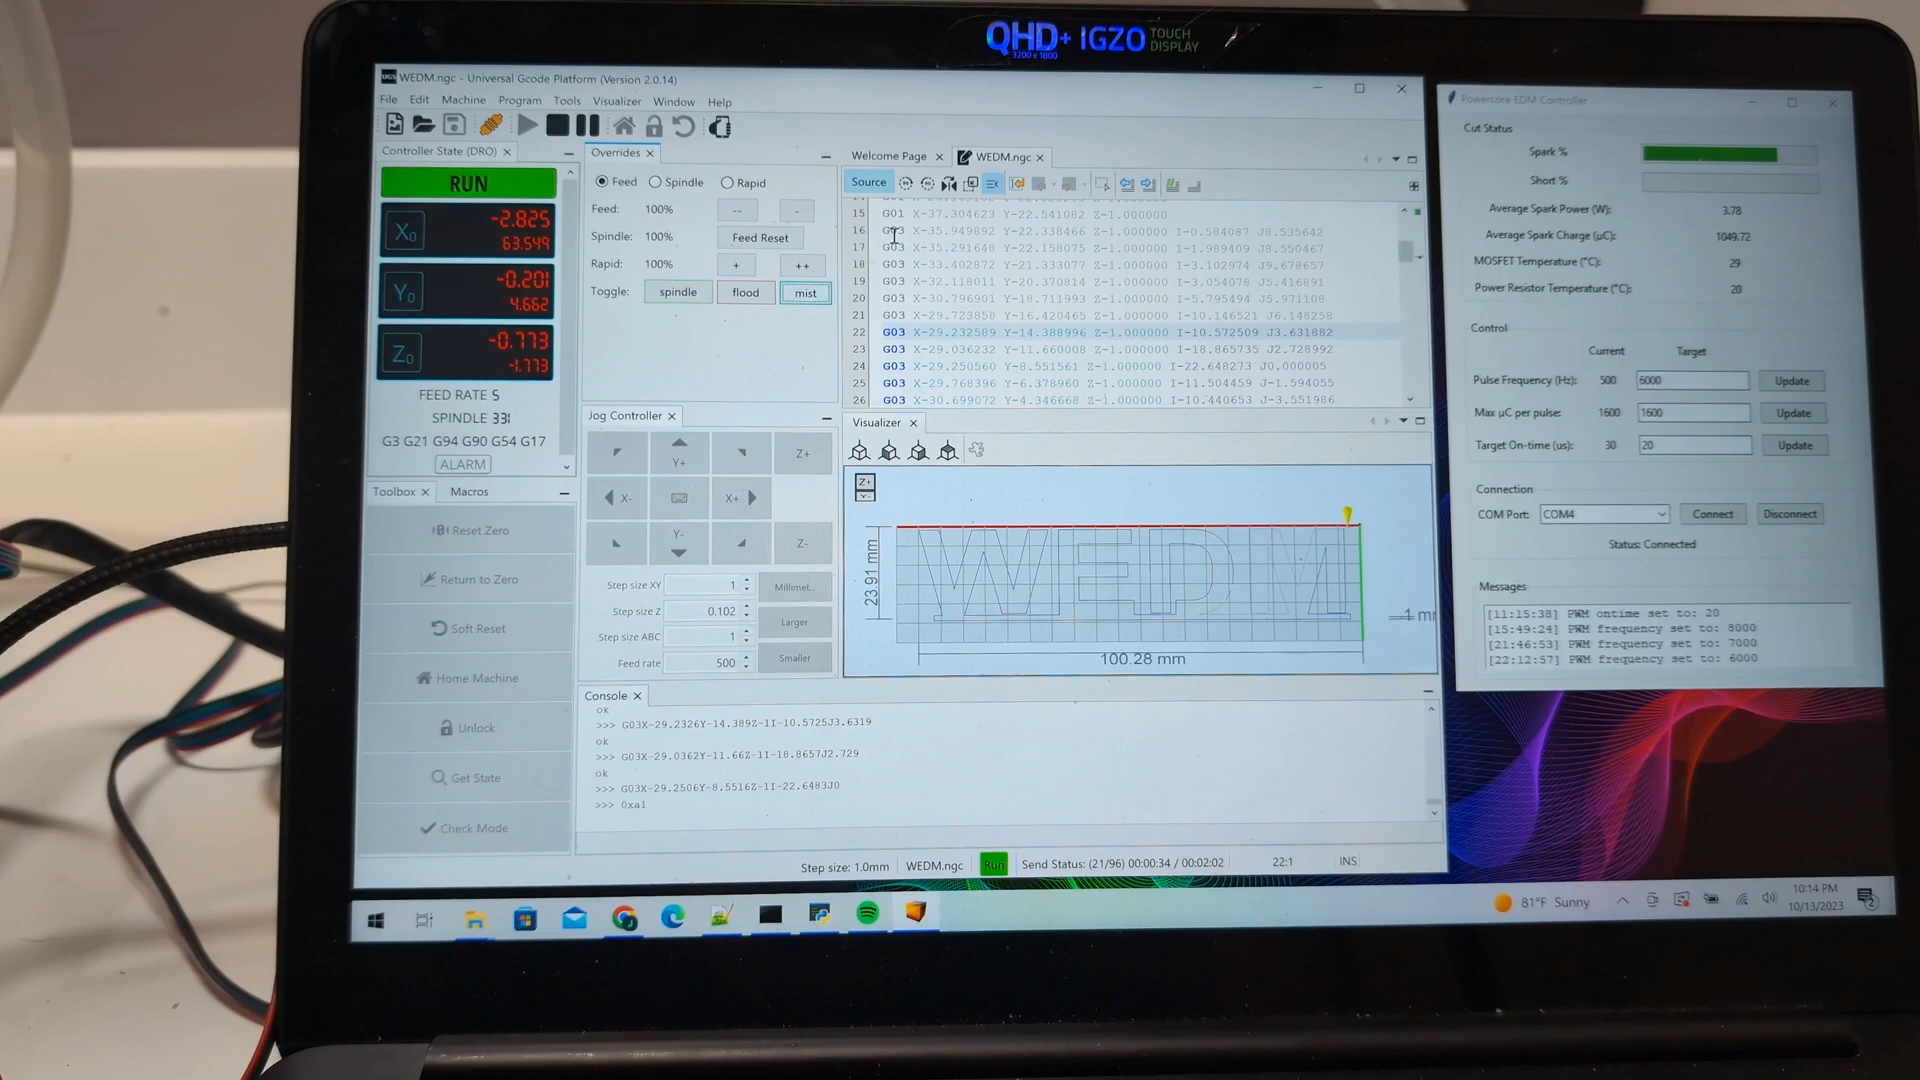 QHD+ IGZO TOUCH DISPLAY
3200 x 1800
WEDM.ngc - Universal Gcode Platform (Version 2.0.14)
File Edit Machine Program Tools Visualizer Window Help
Controller State (DRO)
RUN
X0 -2.825
63.549
Y0 -0.201
4.662
Z0 -0.773
-1.773
FEED RATE 5
SPINDLE 331
G3 G21 G94 G90 G54 G17
ALARM
Toolbox Macros
Reset Zero
Return to Zero
Soft Reset
Home Machine
Unlock
Get State
Check Mode
Overrides
Feed Spindle Rapid
Feed: 100% -- -
Spindle: 100% Feed Reset
Rapid: 100% + ++
Toggle: spindle flood mist
Jog Controller
Y+ Z+
X- X+
Y- Z-
Step size XY 1 Millimet...
Step size Z 0.102 Larger
Step size ABC 1
Feed rate 500 Smaller
Welcome Page WEDM.ngc
Source
15 G01 X-37.304623 Y-22.541082 Z-1.000000
16 G03 X-35.949892 Y-22.338466 Z-1.000000 I-0.584087 J8.535642
17 G03 X-35.291648 Y-22.158075 Z-1.000000 I-1.989409 J8.550467
18 G03 X-33.402872 Y-21.333077 Z-1.000000 I-3.102974 J9.678657
19 G03 X-32.118011 Y-20.370814 Z-1.000000 I-3.054078 J5.416891
20 G03 X-30.796901 Y-18.711993 Z-1.000000 I-5.795494 J5.971108
21 G03 X-29.723858 Y-16.420465 Z-1.000000 I-10.146521 J6.148258
22 G03 X-29.232589 Y-14.388996 Z-1.000000 I-10.572509 J3.631882
23 G03 X-29.036232 Y-11.660008 Z-1.000000 I-18.865735 J2.728992
24 G03 X-29.250560 Y-8.551561 Z-1.000000 I-22.648273 J0.000005
25 G03 X-29.768396 Y-6.378960 Z-1.000000 I-11.504459 J-1.594055
26 G03 X-30.699072 Y-4.346668 Z-1.000000 I-10.440653 J-3.551986
Visualizer
Z+
Y-
23.91 mm
WEDM
100.28 mm
Console
ok
>>> G03X-29.2326Y-14.389Z-1I-10.5725J3.6319
ok
>>> G03X-29.0362Y-11.66Z-1I-18.8657J2.729
ok
>>> G03X-29.2506Y-8.5516Z-1I-22.6483J0
>>> 0xa1
Step size: 1.0mm WEDM.ngc Run Send Status: (21/96) 00:00:34 / 00:02:02 22:1 INS
Powercore EDM Controller
Cut Status
Spark %
Short %
Average Spark Power (W): 3.78
Average Spark Charge (µC): 1049.72
MOSFET Temperature (°C): 29
Power Resistor Temperature (°C): 20
Control
Current Target
Pulse Frequency (Hz): 500 6000 Update
Max µC per pulse: 1600 1600 Update
Target On-time (us): 30 20 Update
Connection
COM Port: COM4 Connect Disconnect
Status: Connected
Messages
[11:15:38] PWM ontime set to: 20
[15:49:24] PWM frequency set to: 8000
[21:46:53] PWM frequency set to: 7000
[22:12:57] PWM frequency set to: 6000
81°F Sunny
10:14 PM
10/13/2023
2